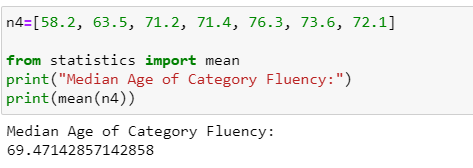 n4=[58.2, 63.5, 71.2, 71.4, 76.3, 73.6, 72.1]
from statistics import mean
print("Median Age of Category Fluency:")
print(mean(n4))
Median Age of Category Fluency:
69.47142857142858